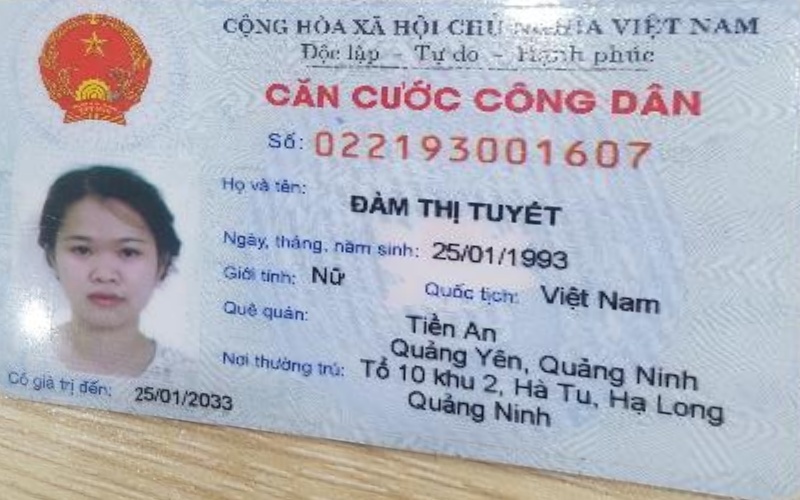 CỘNG HÒA XÃ HỘI CHỦ NGHĨA VIỆT NAM
Độc lập - Tự do - Hạnh phúc
CĂN CƯỚC CÔNG DÂN
Số: 022193001607
Họ và tên:
ĐÀM THỊ TUYẾT
Ngày, tháng, năm sinh: 25/01/1993
Giới tính: Nữ Quốc tịch: Việt Nam
Quê quán: Tiền An
Quảng Yên, Quảng Ninh
Nơi thường trú: Tổ 10 khu 2, Hà Tu, Hạ Long
Quảng Ninh
Có giá trị đến: 25/01/2033